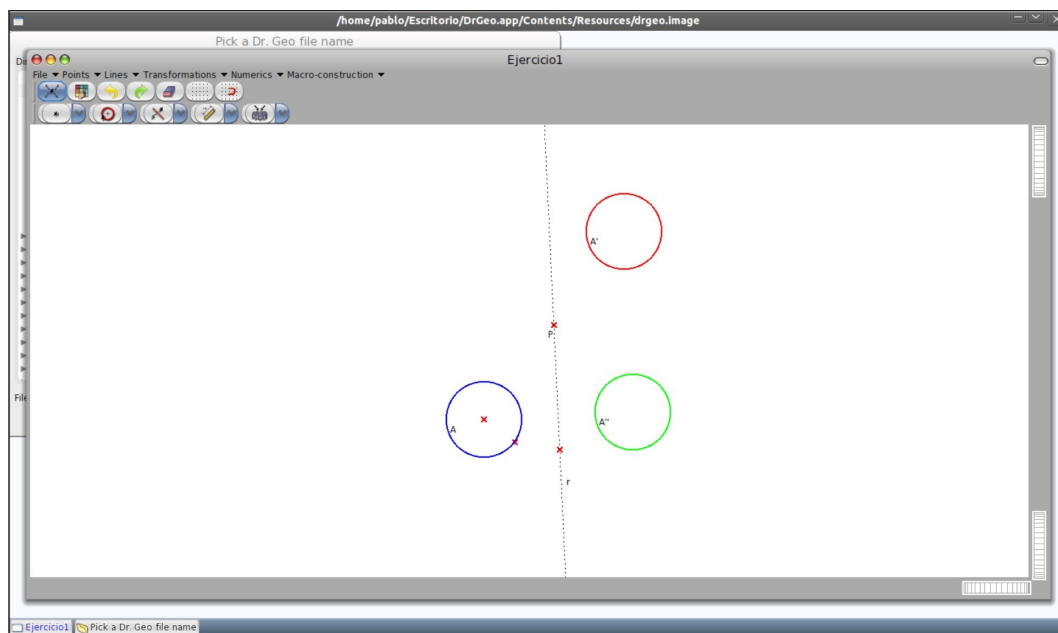 /home/pablo/Escritorio/DrGeo.app/Contents/Resources/drgeo.image
Pick a Dr. Geo file name
Ejercicio1
File Points Lines Transformations Numerics Macro-construction
A'
P
A
A''
r
Ejercicio1 Pick a Dr. Geo file name